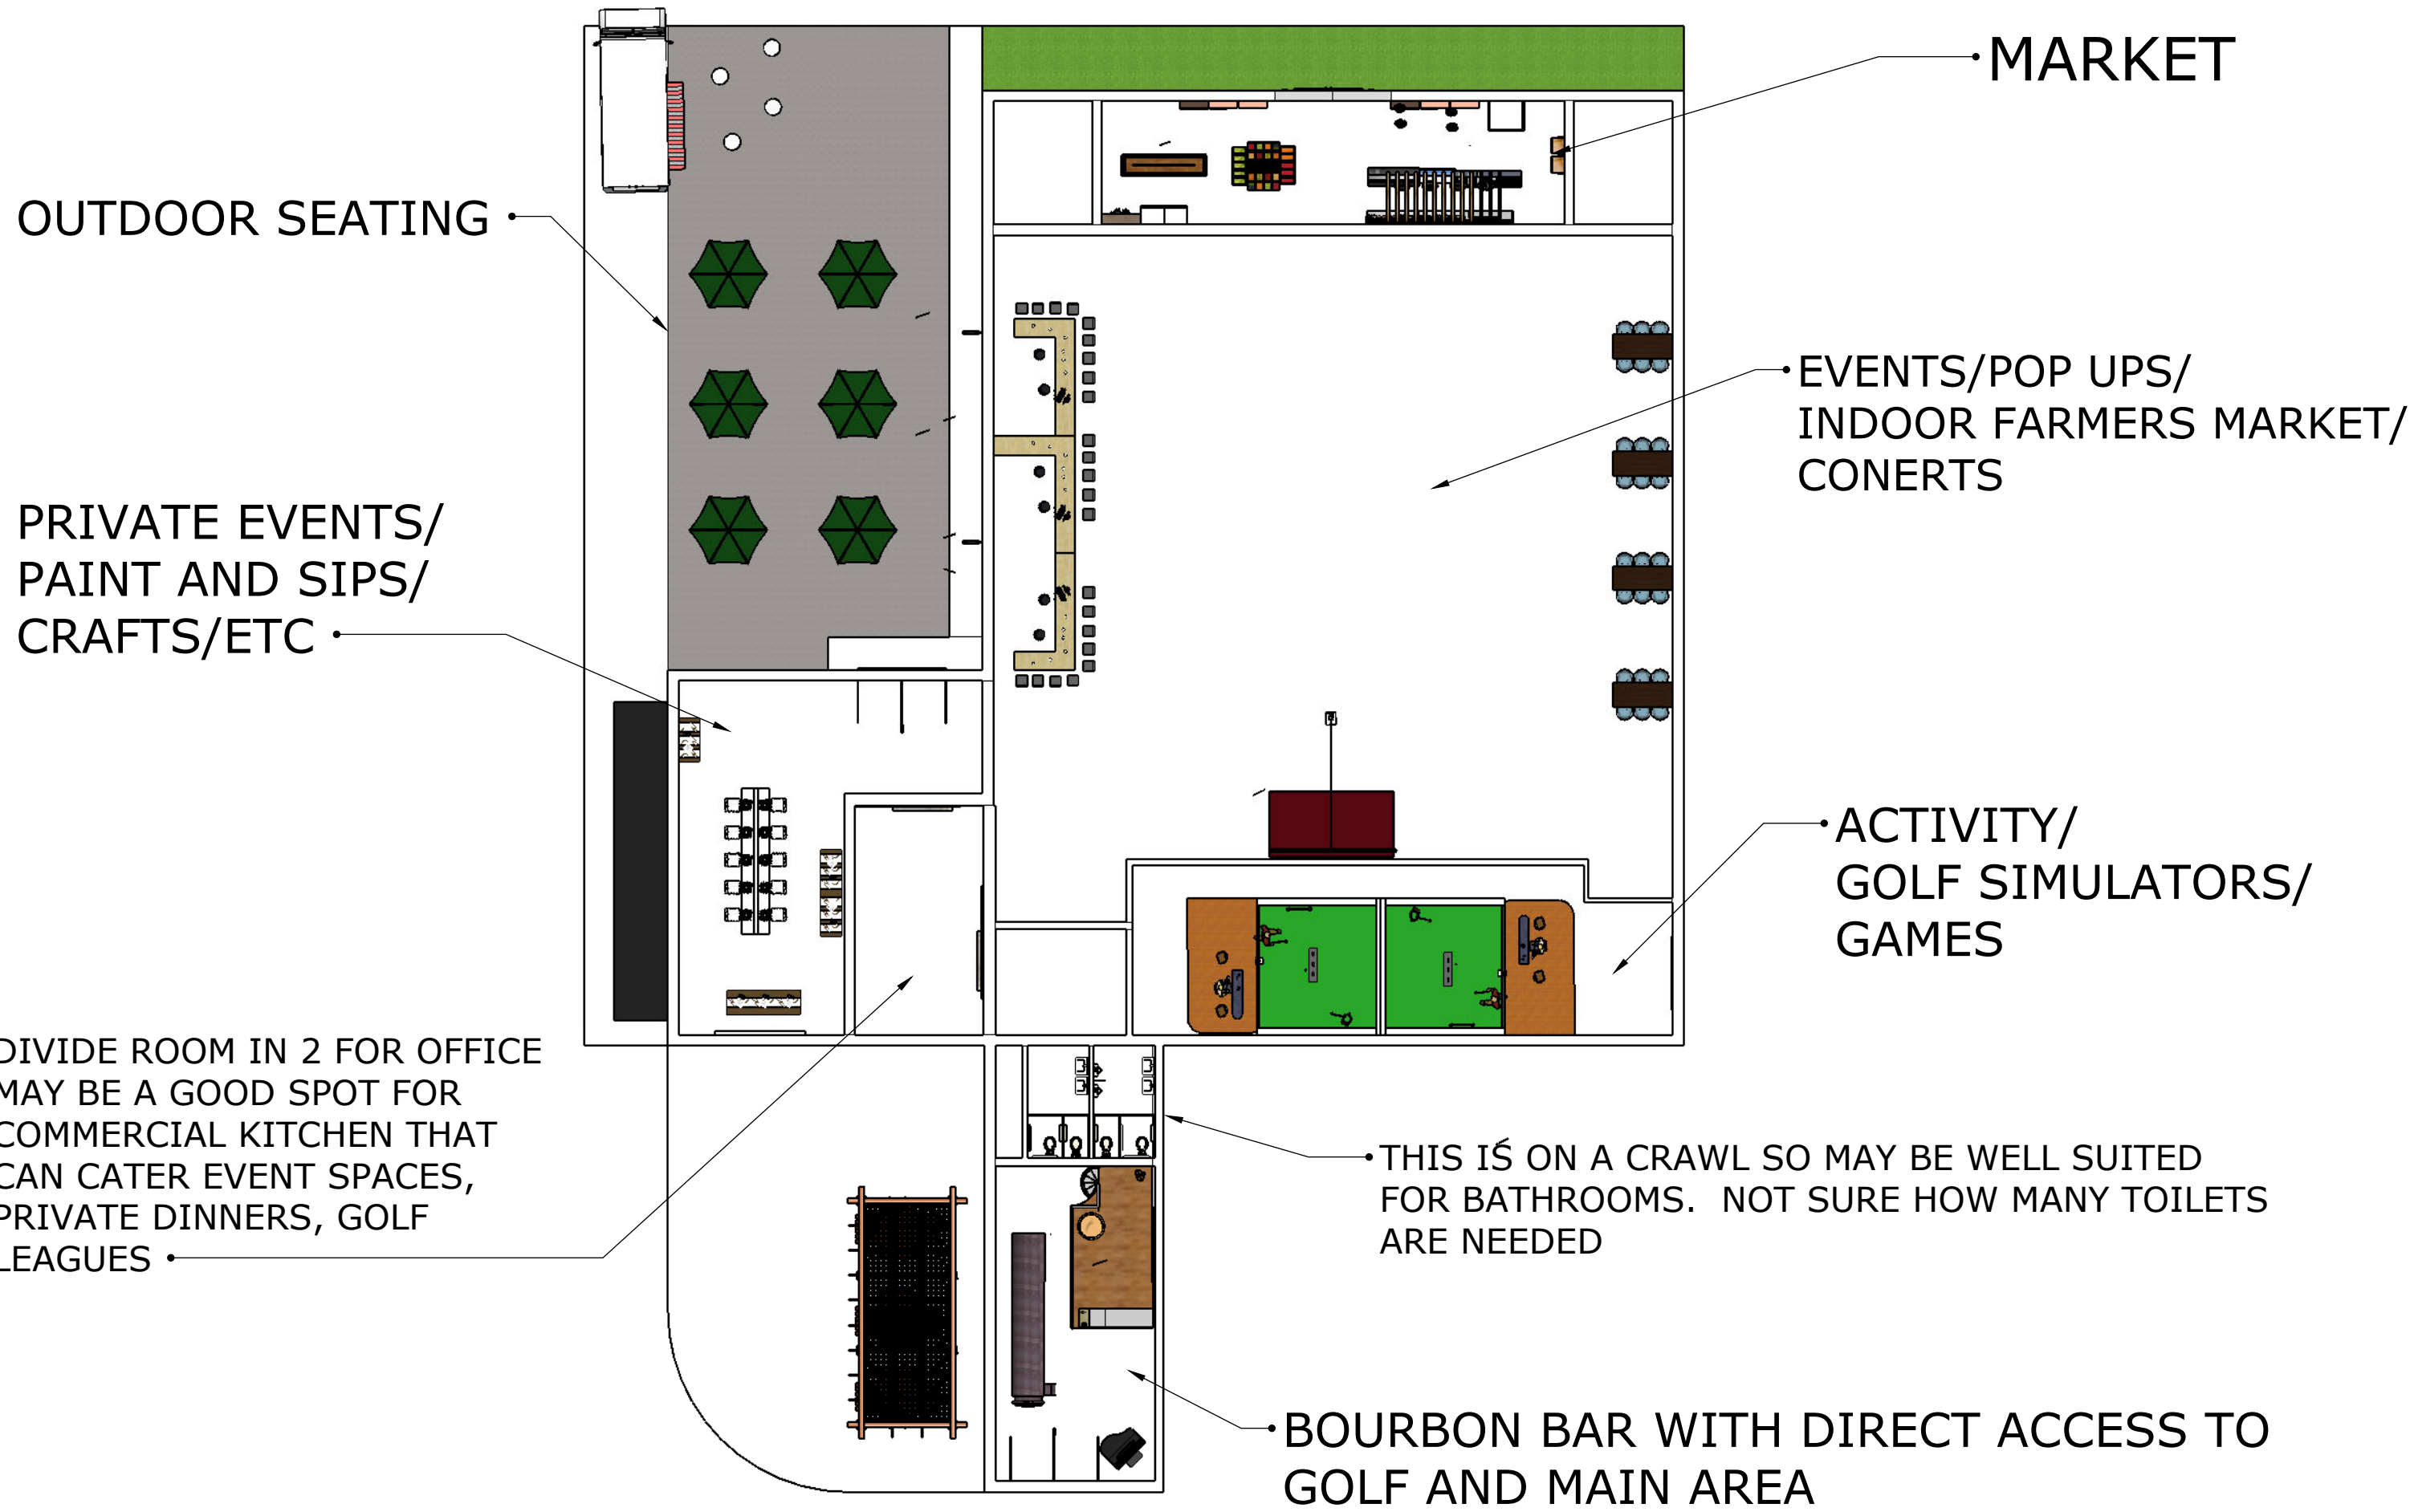 MARKET
OUTDOOR SEATING
EVENTS/POP UPS/
INDOOR FARMERS MARKET/
CONERTS
PRIVATE EVENTS/
PAINT AND SIPS/
CRAFTS/ETC
ACTIVITY/
GOLF SIMULATORS/
GAMES
DIVIDE ROOM IN 2 FOR OFFICE
MAY BE A GOOD SPOT FOR
COMMERCIAL KITCHEN THAT
CAN CATER EVENT SPACES,
PRIVATE DINNERS, GOLF
LEAGUES
THIS IS ON A CRAWL SO MAY BE WELL SUITED
FOR BATHROOMS. NOT SURE HOW MANY TOILETS
ARE NEEDED
BOURBON BAR WITH DIRECT ACCESS TO
GOLF AND MAIN AREA